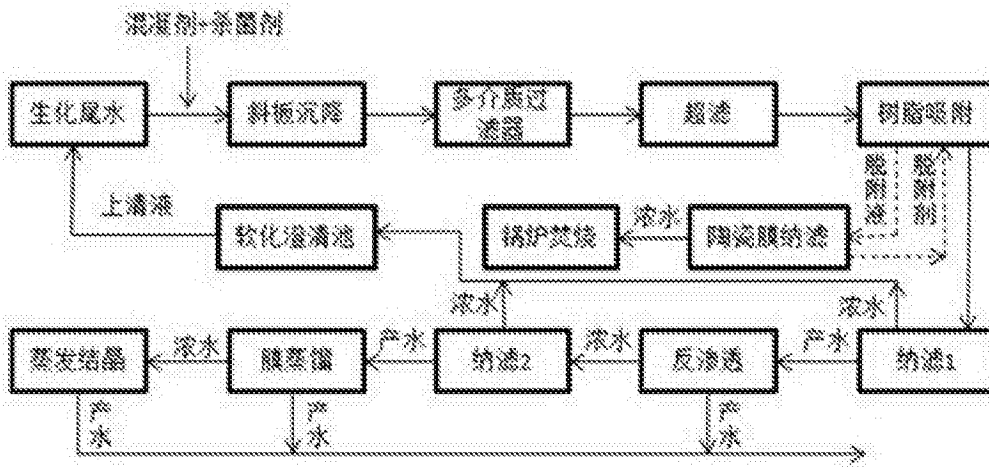 混凝剂+杀菌剂
生化尾水
斜板沉降
多介质过
滤器
超滤
树脂吸附
脱附液
脱附剂
上清液
软化澄清池
锅炉焚烧
浓水
陶瓷膜纳滤
浓水
浓水
蒸发结晶
浓水
膜蒸馏
产水
纳滤2
浓水
反渗透
产水
纳滤1
产水
产水
产水